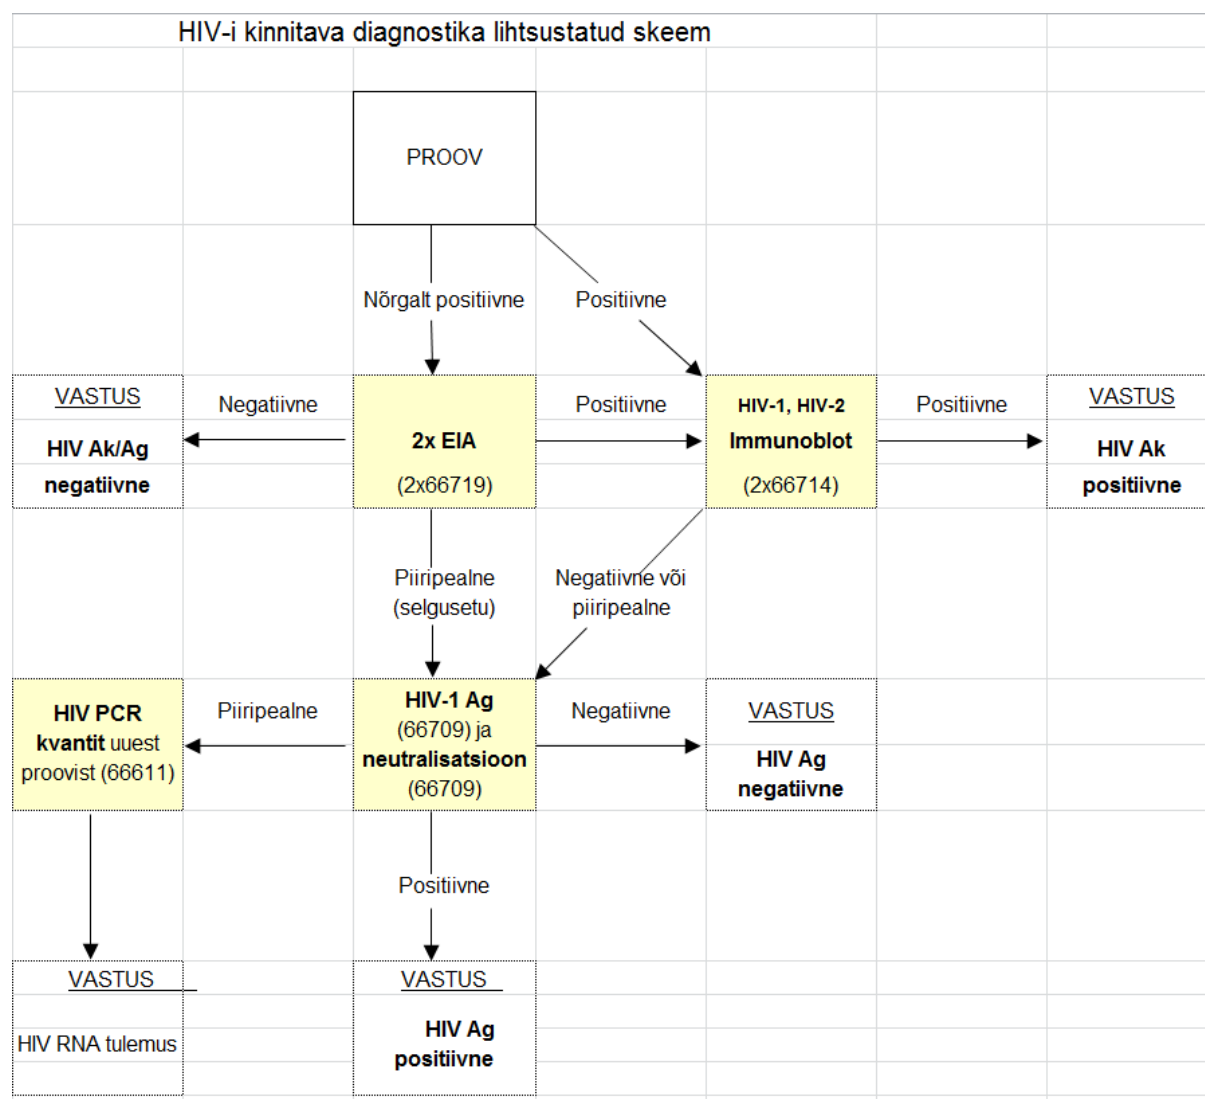 HIV-i kinnitava diagnostika lihtsustatud skeem
PROOV
Nõrgalt positiivne
Positiivne
VASTUS
HIV Ak/Ag
negatiivne
Negatiivne
2x EIA
(2x66719)
Positiivne
HIV-1, HIV-2
Immunoblot
(2x66714)
Positiivne
VASTUS
HIV Ak
positiivne
Piiripealne
(selgusetu)
Negatiivne või
piiripealne
HIV PCR
kvantit uuest
proovist (66611)
Piiripealne
HIV-1 Ag
(66709) ja
neutralisatsioon
(66709)
Negatiivne
VASTUS
HIV Ag
negatiivne
Positiivne
VASTUS
HIV RNA tulemus
VASTUS
HIV Ag
positiivne